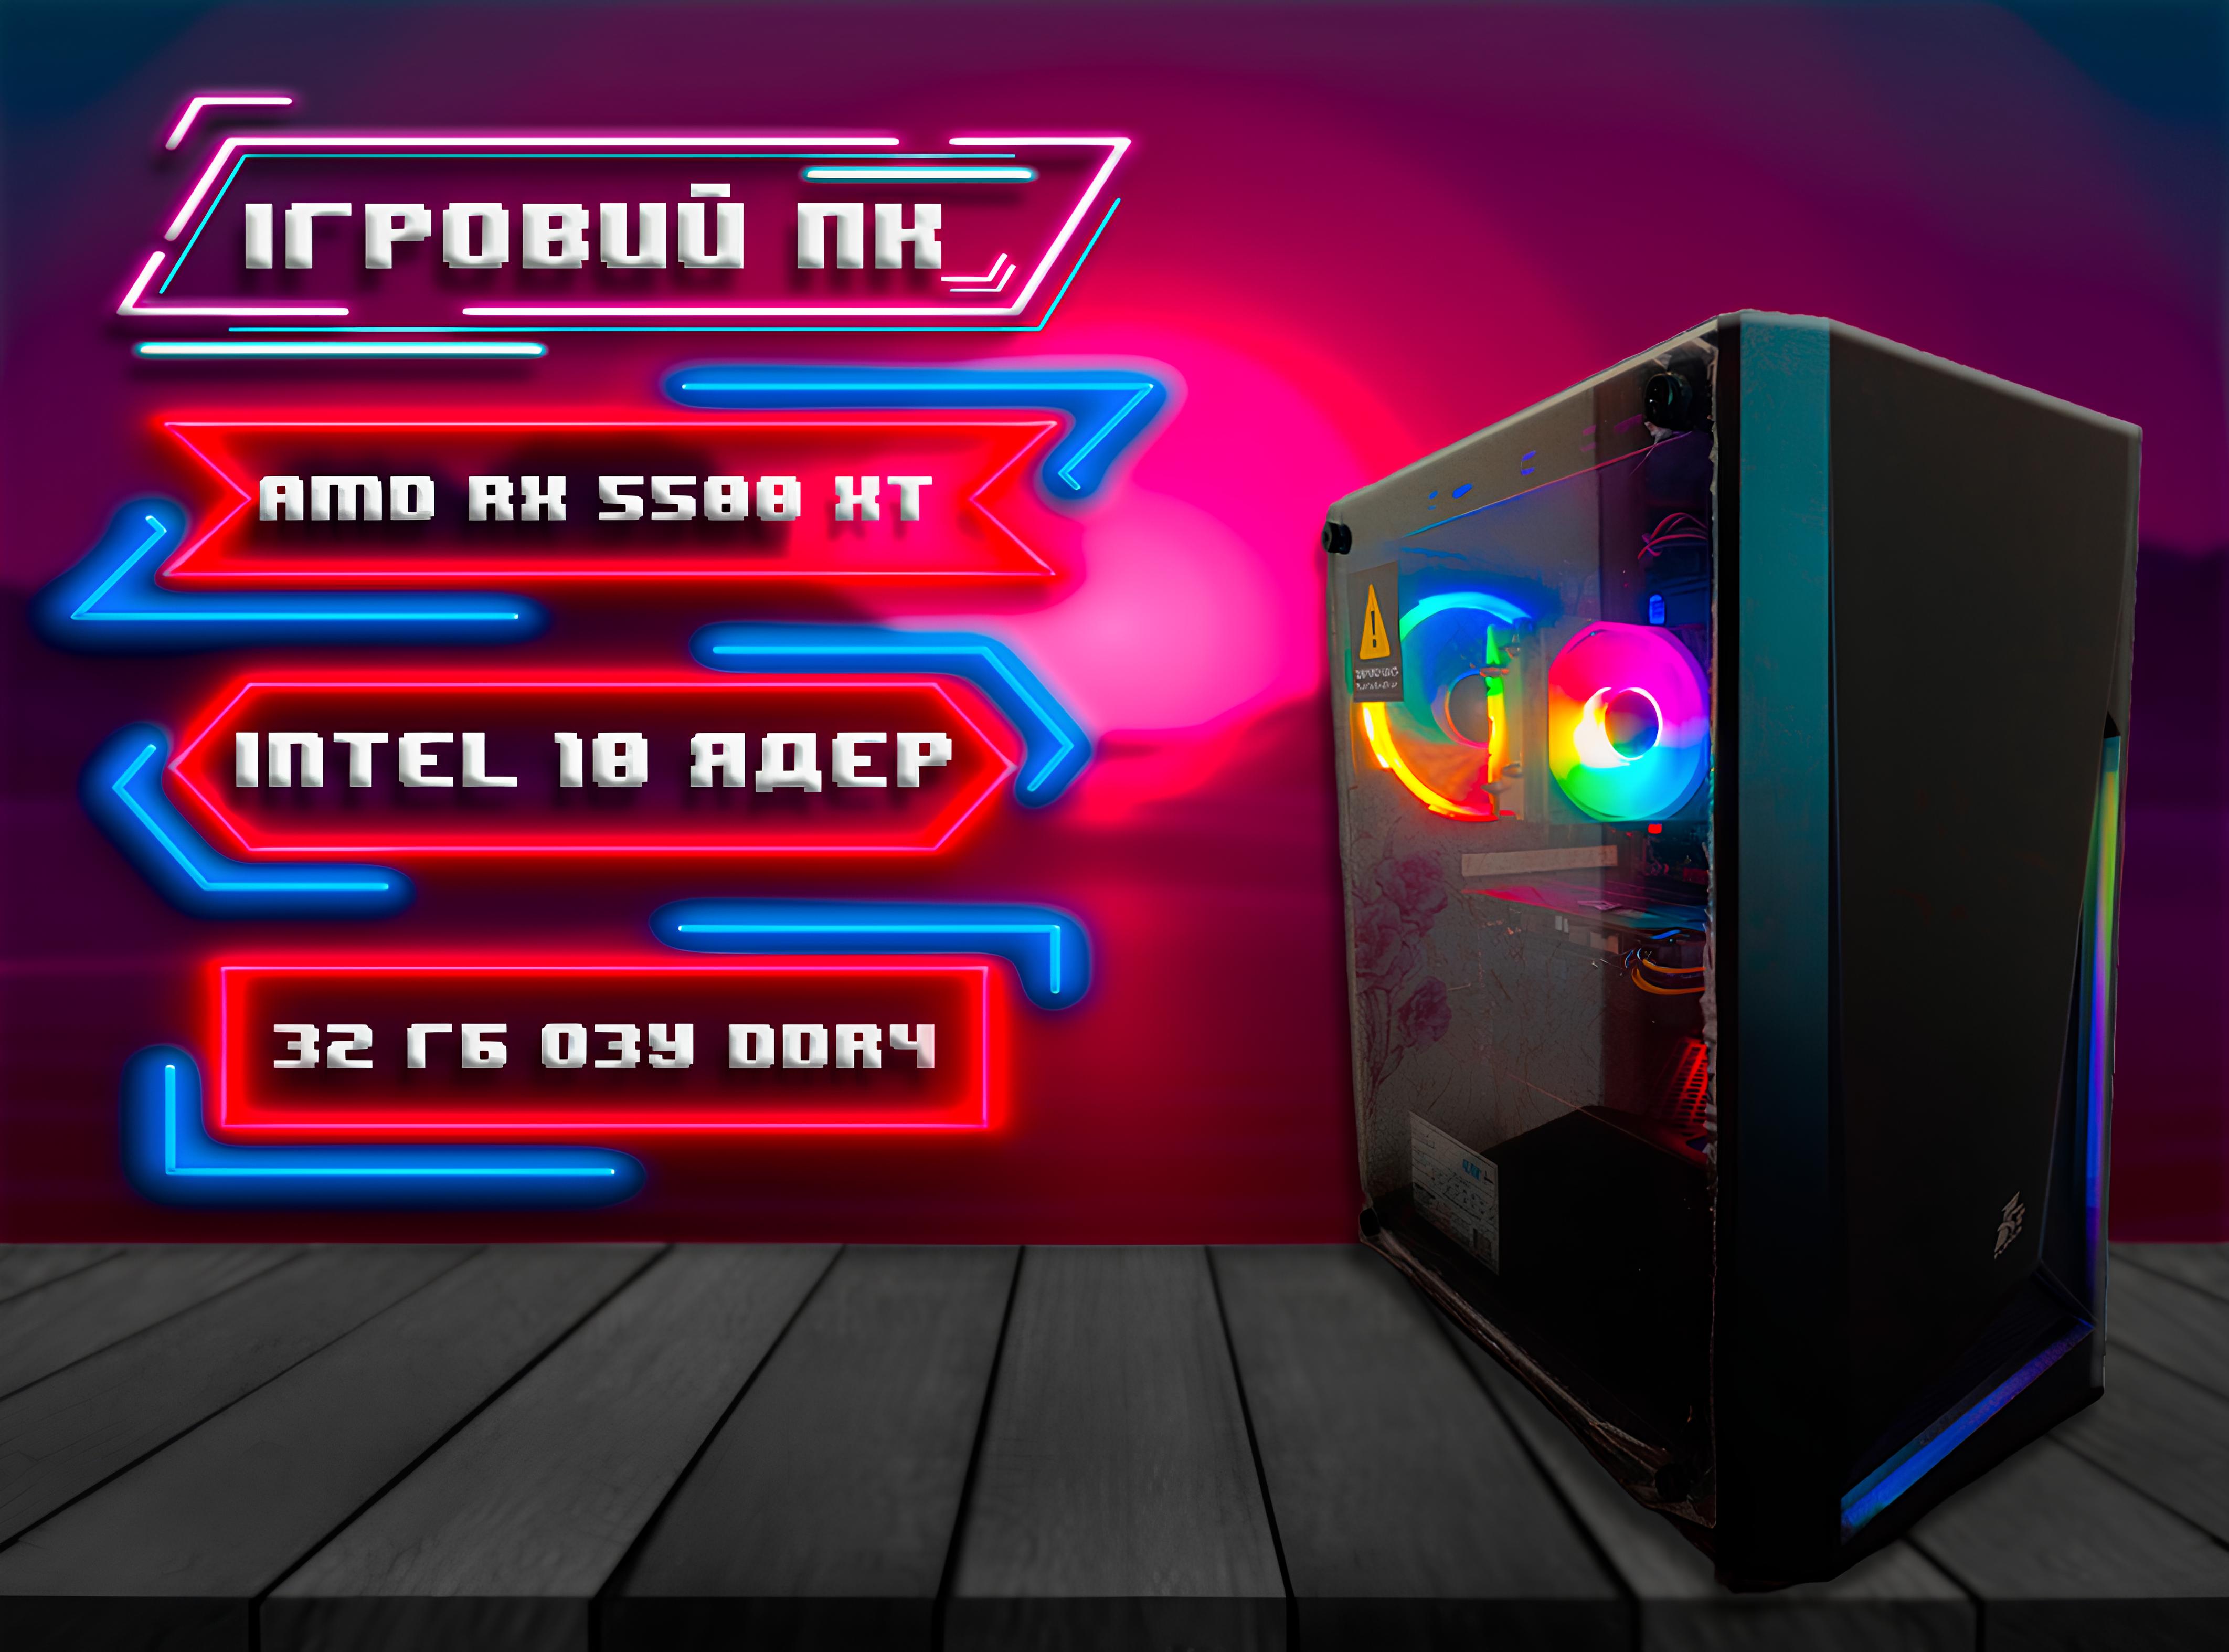 ІГРОВИЙ ПК
AMD RX 5500 XT
INTEL 10 ЯДЕР
32 ГБ ОЗУ DDR4